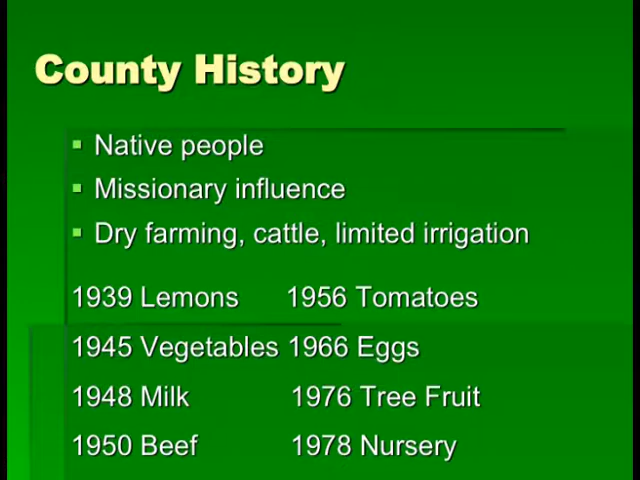 County History
Native people
Missionary influence
Dry farming, cattle, limited irrigation
1939 Lemons 1956 Tomatoes
1945 Vegetables 1966 Eggs
1948 Milk 1976 Tree Fruit
1950 Beef 1978 Nursery